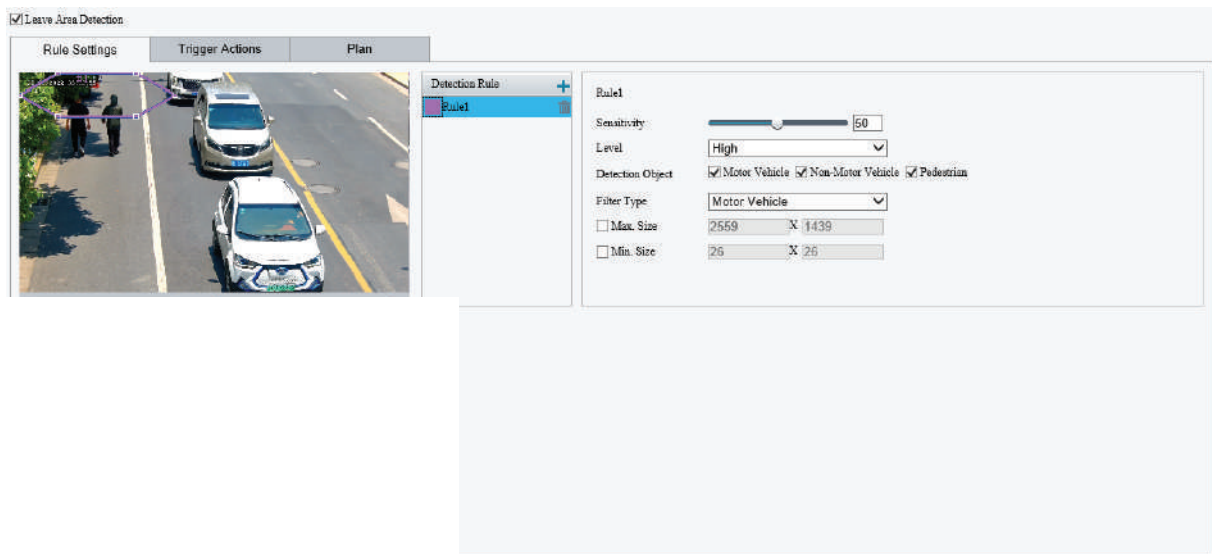 Leave Area Detection
Rule Settings Trigger Actions Plan
Detection Rule
Rule1
Rule1
Sensitivity 50
Level High
Detection Object Motor Vehicle Non-Motor Vehicle Pedestrian
Filter Type Motor Vehicle
Max. Size 2559 X 1439
Min. Size 26 X 26